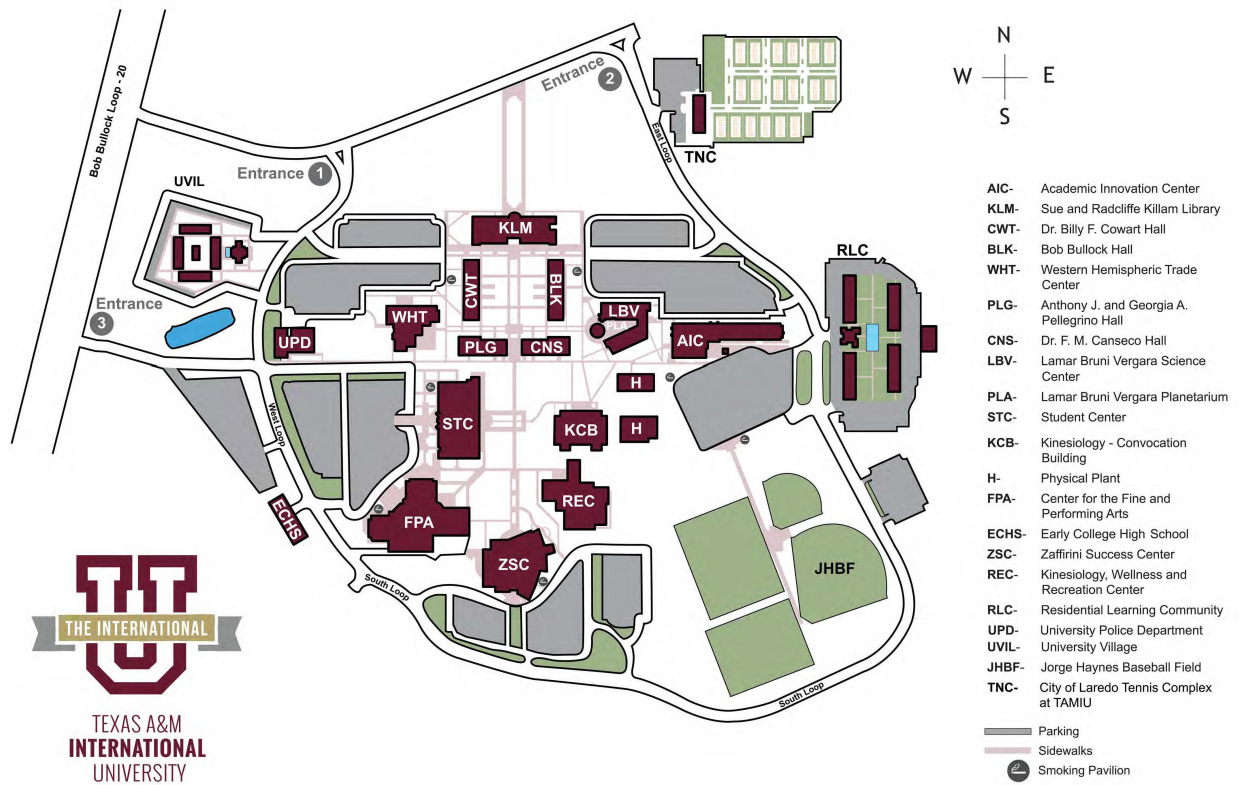 Entrance
2
N
W E
S
Bob Bullock Loop - 20
East Loop
TNC
Entrance 1
UVIL
AIC- Academic Innovation Center
KLM- Sue and Radcliffe Killam Library
CWT- Dr. Billy F. Cowart Hall
BLK- Bob Bullock Hall
WHT- Western Hemispheric Trade
Center
PLG- Anthony J. and Georgia A.
Pellegrino Hall
CNS- Dr. F. M. Canseco Hall
LBV- Lamar Bruni Vergara Science
Center
PLA- Lamar Bruni Vergara Planetarium
STC- Student Center
KCB- Kinesiology - Convocation
Building
H- Physical Plant
FPA- Center for the Fine and
Performing Arts
ECHS- Early College High School
ZSC- Zaffirini Success Center
REC- Kinesiology, Wellness and
Recreation Center
RLC- Residential Learning Community
UPD- University Police Department
UVIL- University Village
JHBF- Jorge Haynes Baseball Field
TNC- City of Laredo Tennis Complex
at TAMIU
Parking
Sidewalks
Smoking Pavilion
KLM
RLC
CWT
BLK
Entrance
3
WHT
LBV
PLA
UPD
PLG
CNS
AIC
H
West Loop
STC
KCB
H
REC
ECHS
FPA
ZSC
JHBF
South Loop
South Loop
U
THE INTERNATIONAL
TEXAS A&M
INTERNATIONAL
UNIVERSITY